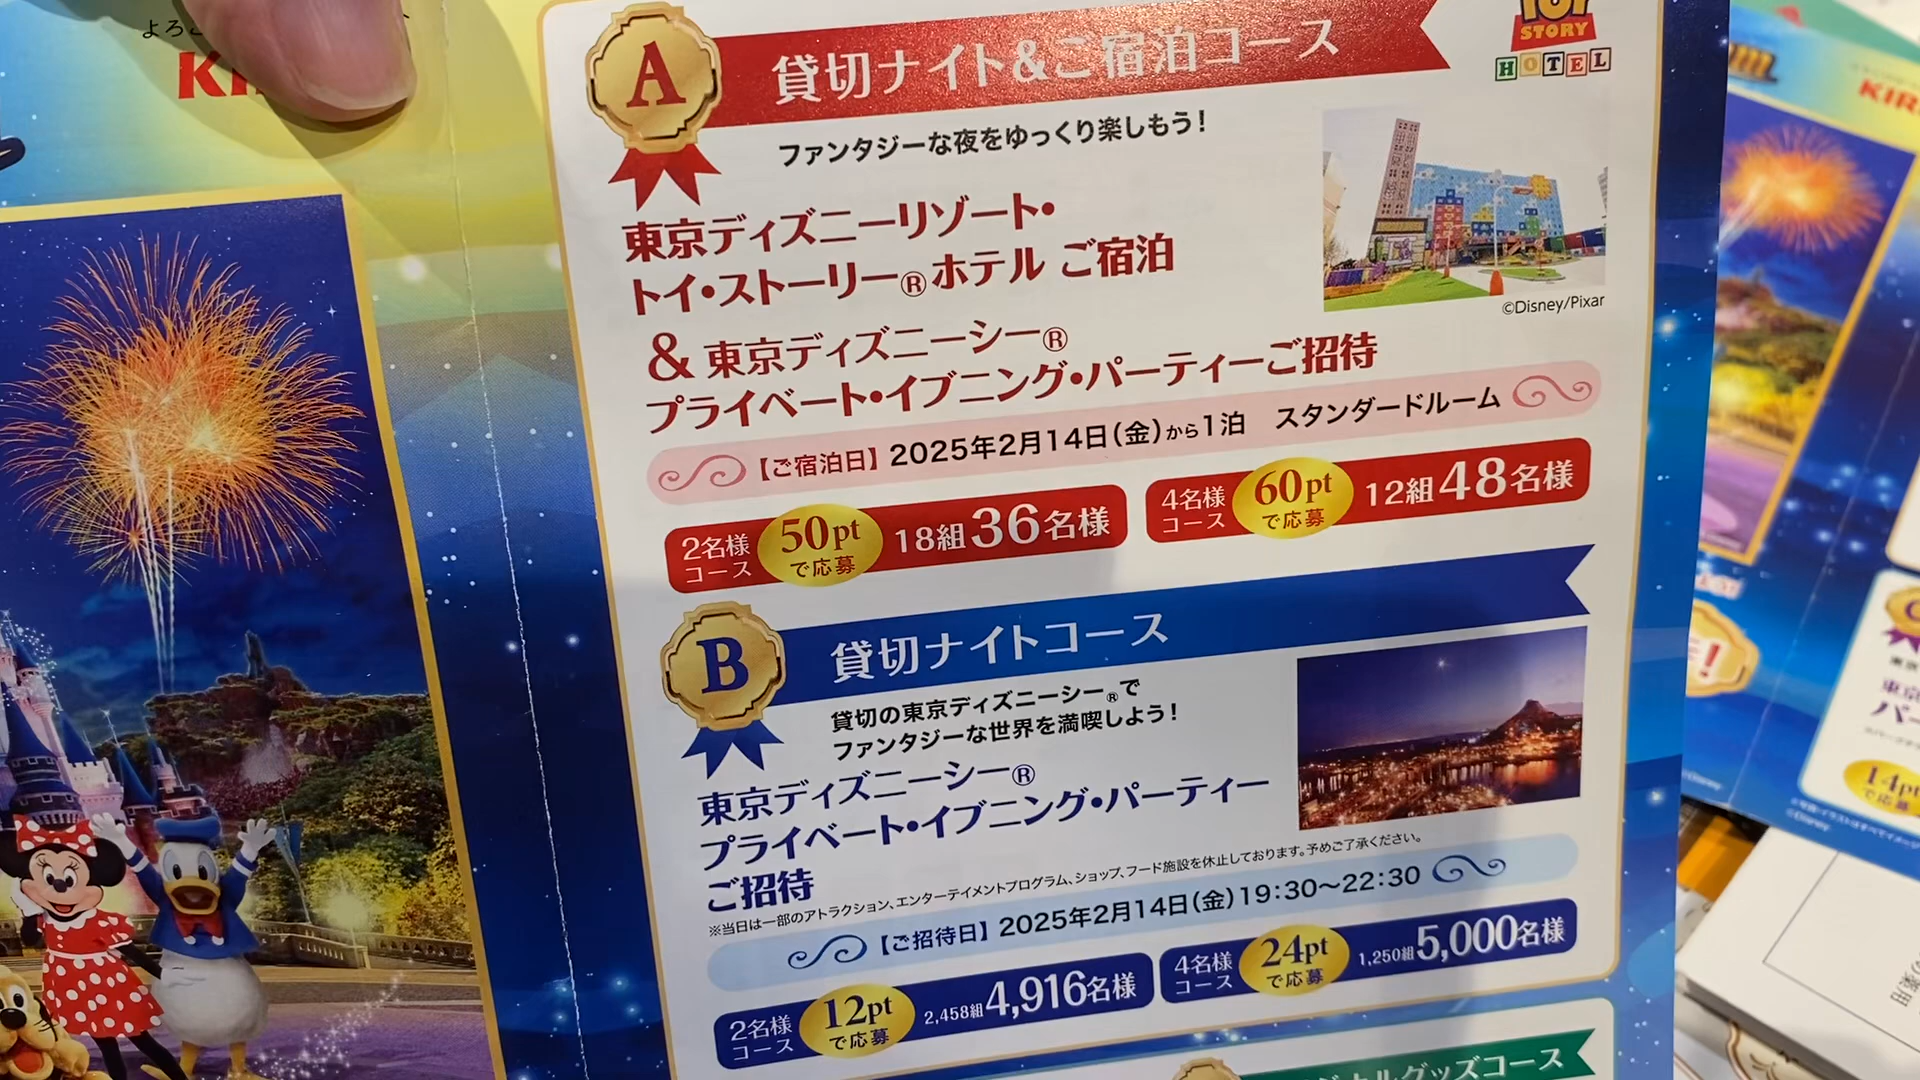 よろこ
KI
A
貸切ナイト&ご宿泊コース
TOY
STORY
HOTEL
ファンタジーな夜をゆっくり楽しもう!
東京ディズニーリゾート・
トイ・ストーリー®ホテル ご宿泊
& 東京ディズニーシー®
プライベート・イブニング・パーティーご招待
©Disney/Pixar
【ご宿泊日】2025年2月14日(金)から1泊 スタンダードルーム
2名様
コース
50pt
で応募
18組36名様
4名様
コース
60pt
で応募
12組48名様
B
貸切ナイトコース
貸切の東京ディズニーシー®で
ファンタジーな世界を満喫しよう!
東京ディズニーシー®
プライベート・イブニング・パーティー
ご招待
※当日は一部のアトラクション、エンターテイメントプログラム、ショップ、フード施設を休止しております。予めご了承ください。
【ご招待日】2025年2月14日(金)19:30~22:30
2名様
コース
12pt
で応募
2,458組4,916名様
4名様
コース
24pt
で応募
1,250組5,000名様
グッズコース
KIR
14pt
で応募
©Disney